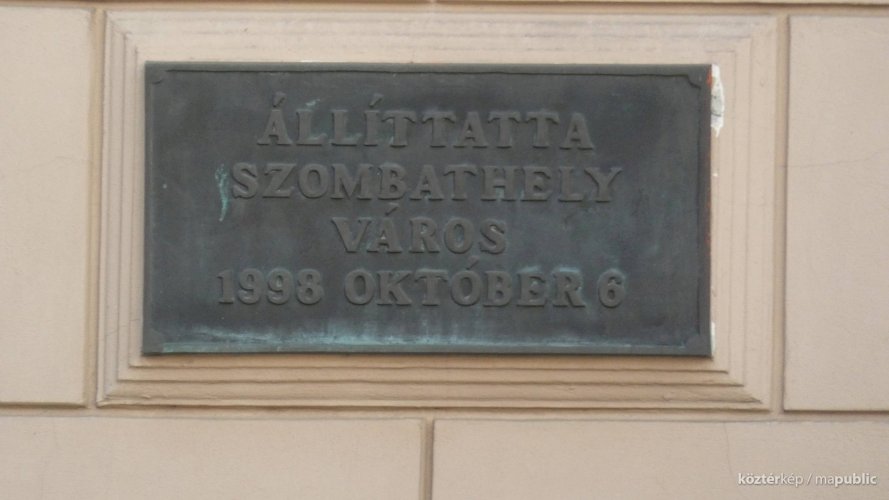 ÁLLÍTTATTA
SZOMBATHELY
VÁROS
1998 OKTÓBER 6
köztérkép / mapublic